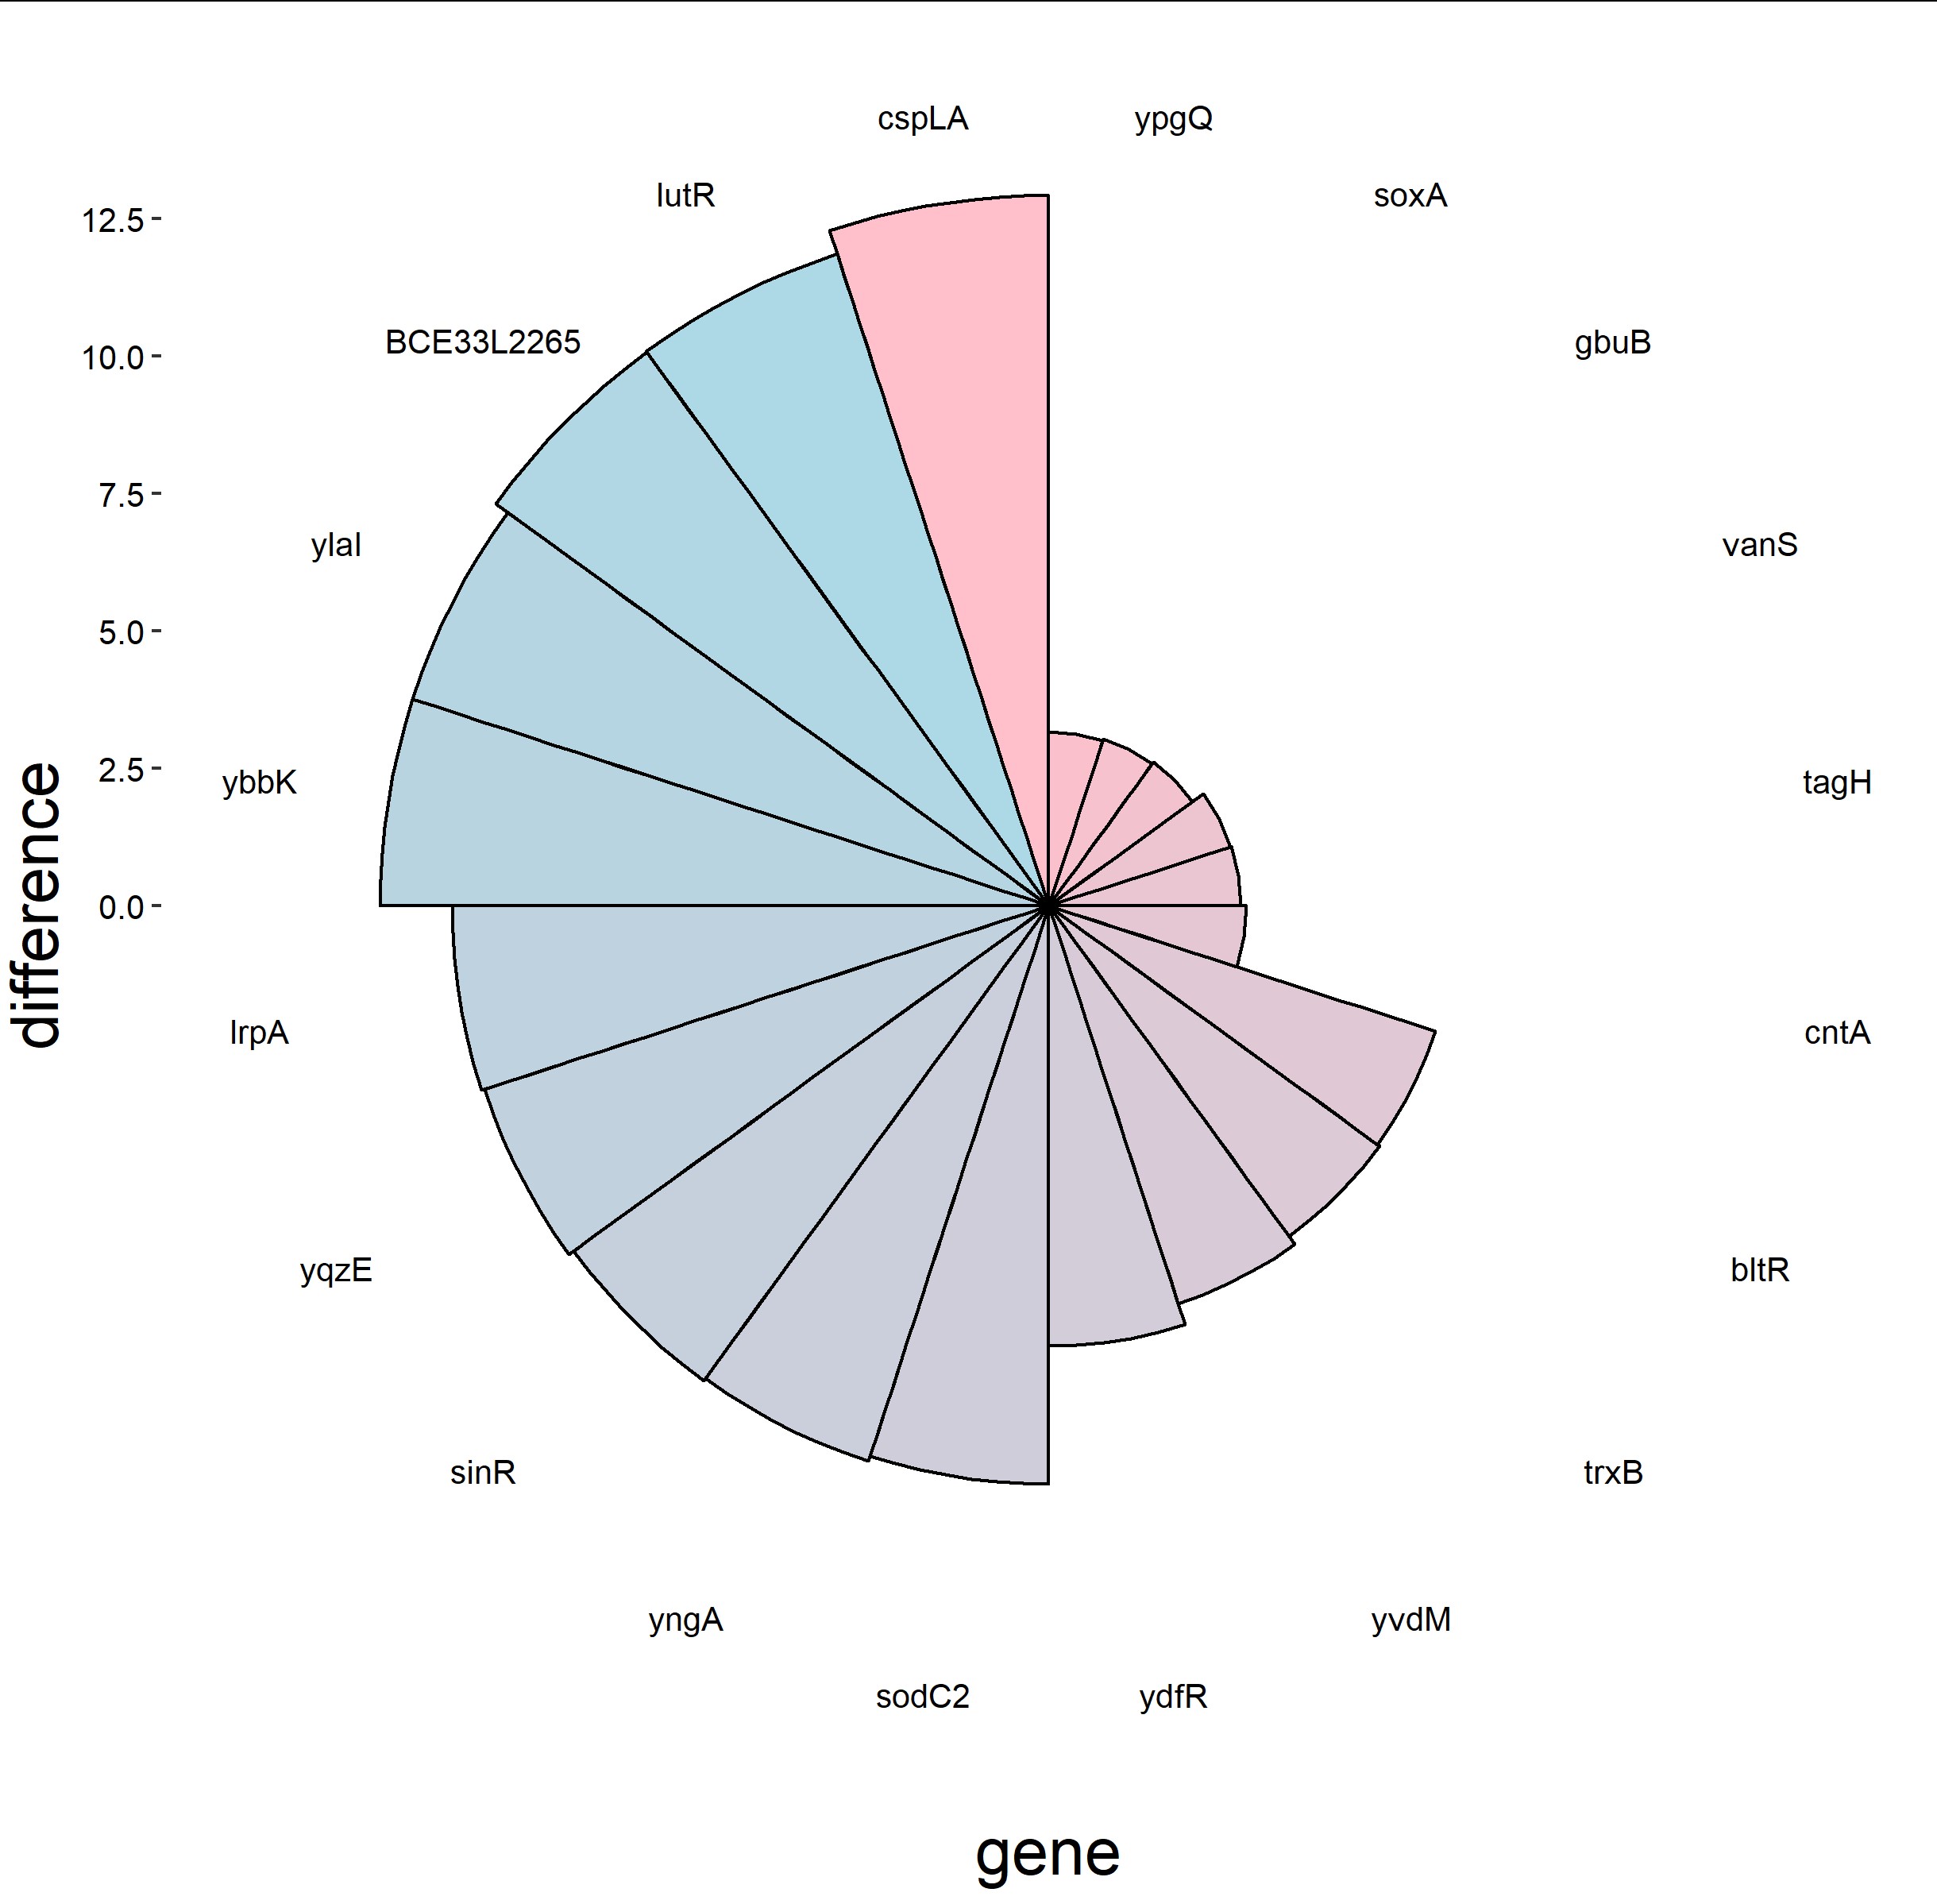 cspLA
ypgQ
lutR
soxA
12.5
BCE33L2265
gbuB
10.0
7.5
ylaI
vanS
5.0
ybbK
tagH
2.5
0.0
difference
lrpA
cntA
yqzE
bltR
sinR
trxB
yngA
yvdM
sodC2
ydfR
gene